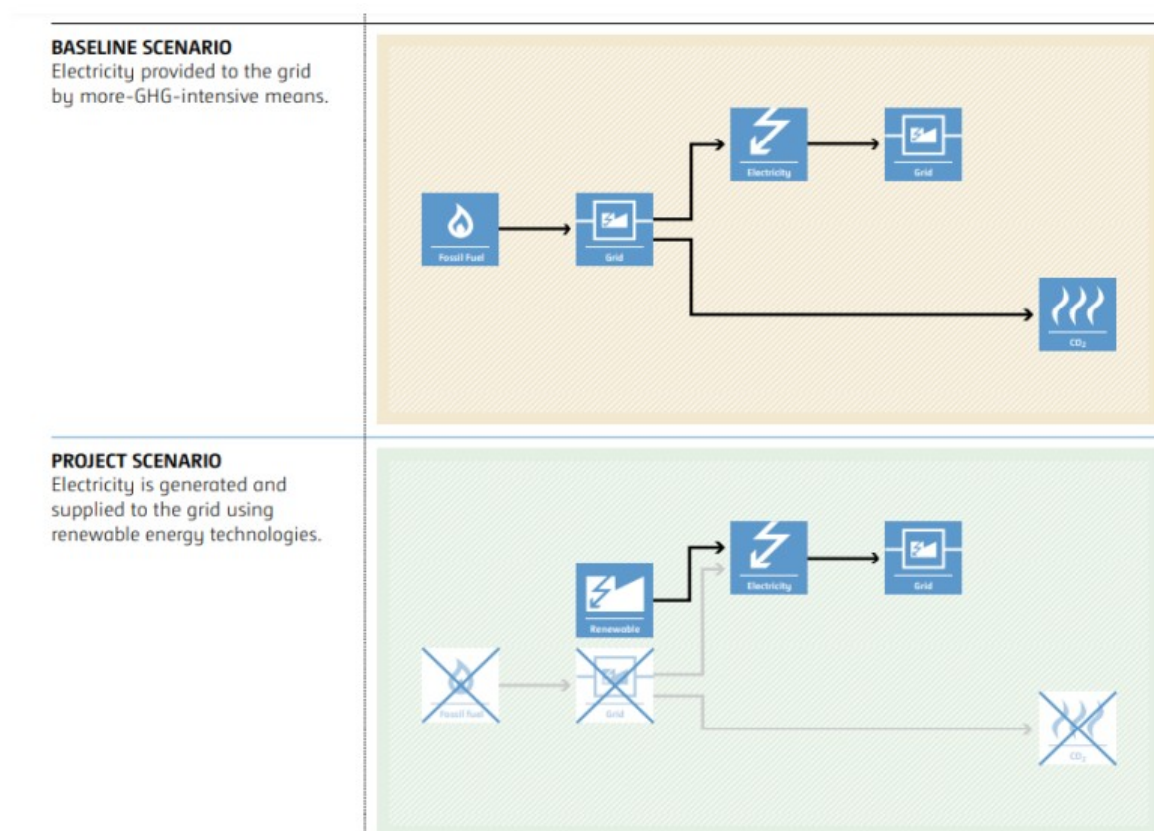 BASELINE SCENARIO
Electricity provided to the grid
by more-GHG-intensive means.
Electricity
Grid
Fossil Fuel
Grid
CO₂
PROJECT SCENARIO
Electricity is generated and
supplied to the grid using
renewable energy technologies.
Electricity
Grid
Renewable
Fossil fuel
Grid
CO₂